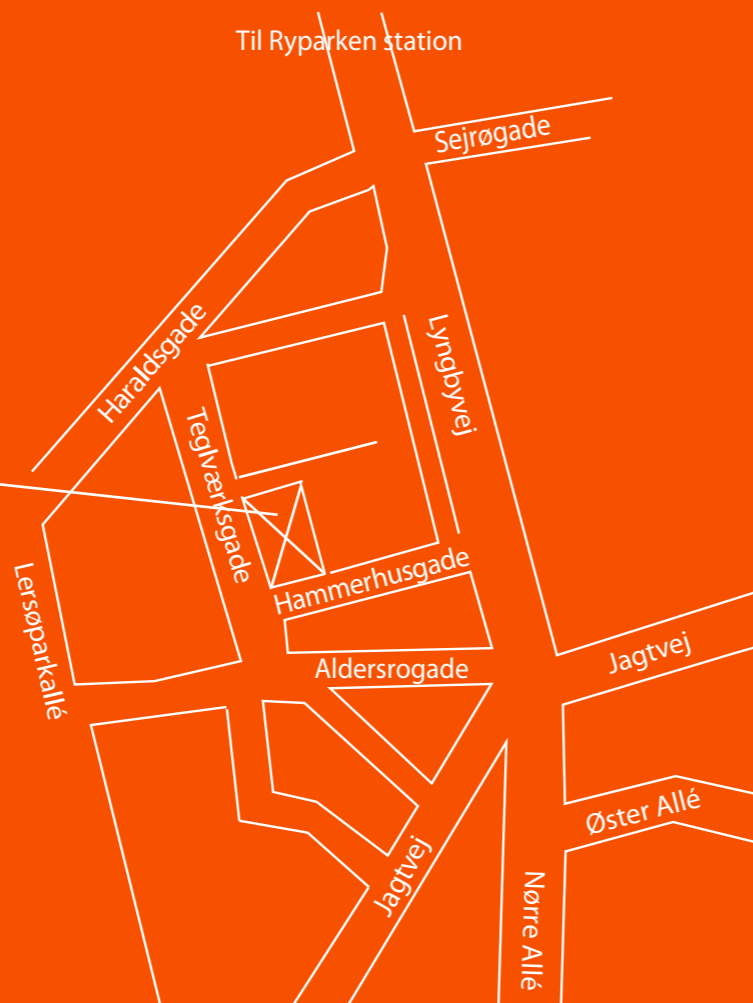 Til Ryparken station
Sejrøgade
Haraldsgade
Lyngbyvej
Teglværksgade
Hammerhusgade
Lersøparkallé
Aldersrogade
Jagtvej
Øster Allé
Jagtvej
Nørre Allé